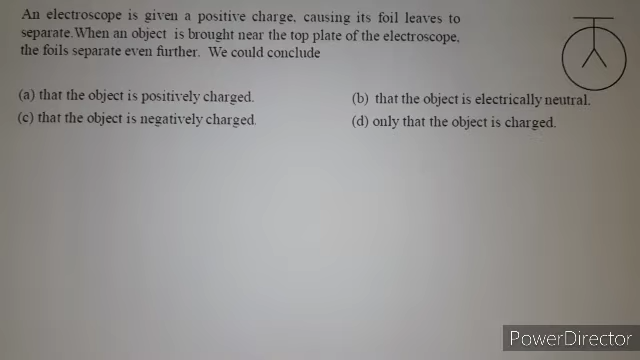 An electroscope is given a positive charge, causing its foil leaves to
separate.When an object is brought near the top plate of the electroscope,
the foils separate even further. We could conclude
(a) that the object is positively charged.
(b) that the object is electrically neutral.
(c) that the object is negatively charged.
(d) only that the object is charged.
PowerDirector